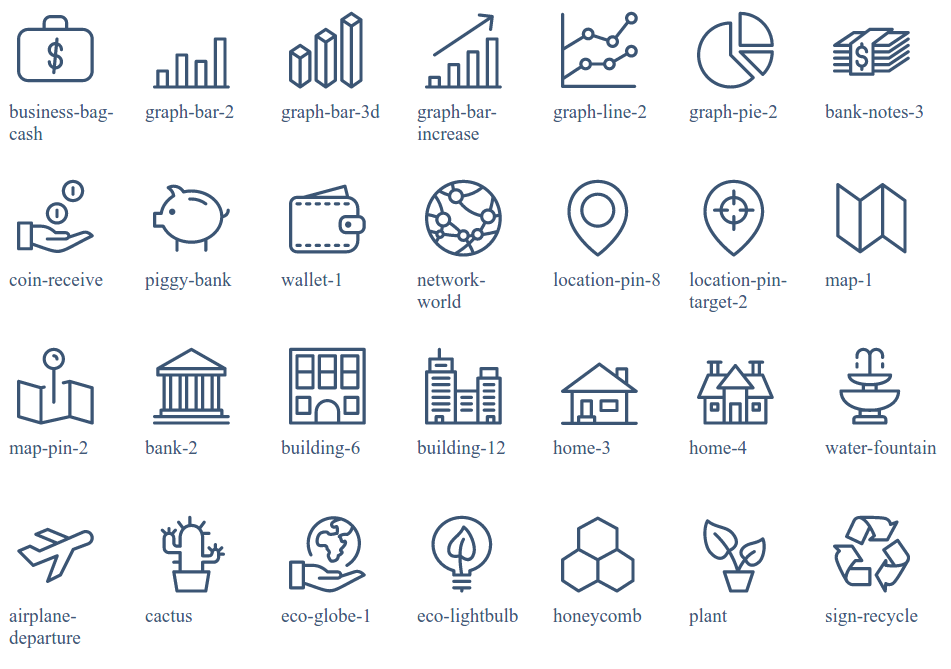 $
$
business-bag-
cash
graph-bar-2
graph-bar-3d
graph-bar-
increase
graph-line-2
graph-pie-2
bank-notes-3
coin-receive
piggy-bank
wallet-1
network-
world
location-pin-8
location-pin-
target-2
map-1
map-pin-2
bank-2
building-6
building-12
home-3
home-4
water-fountain
airplane-
departure
cactus
eco-globe-1
eco-lightbulb
honeycomb
plant
sign-recycle